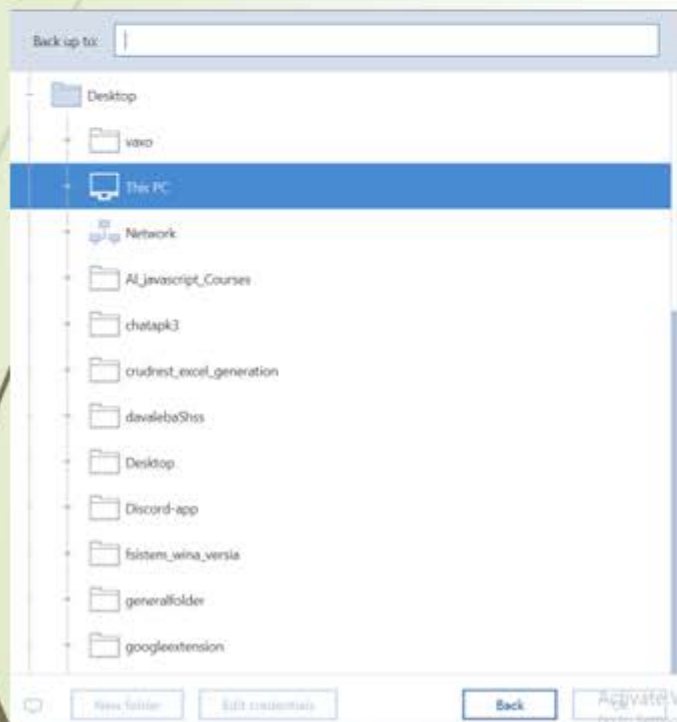 Back up to:
Desktop
vaxo
This PC
Network
AI_javascript_Courses
chatapk3
crudrest_excel_generation
davalebaShss
Desktop
Discord-app
fsistem_wina_versia
generalfolder
googleextension
New folder
Edit credentials
Back
Activate